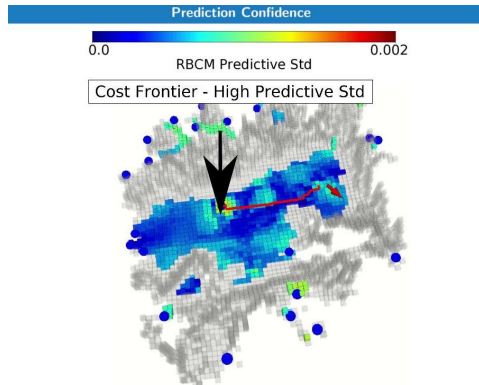 Prediction Confidence
0.0 0.002
RBCM Predictive Std
Cost Frontier - High Predictive Std